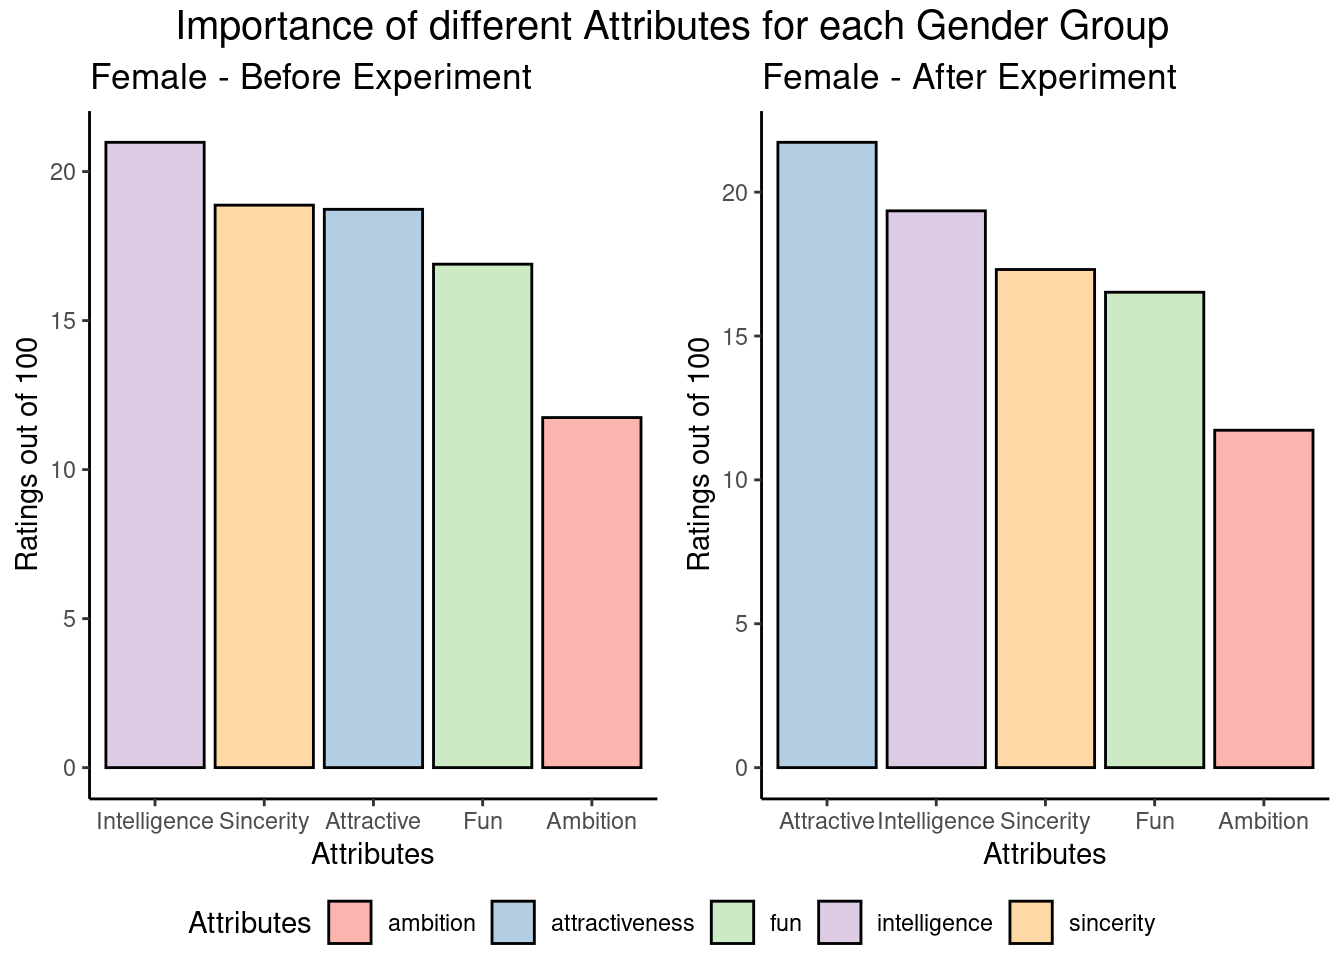 Importance of different Attributes for each Gender Group
Female - Before Experiment
Ratings out of 100
20
15
10
5
0
Intelligence Sincerity Attractive Fun Ambition
Attributes
Female - After Experiment
Ratings out of 100
20
15
10
5
0
Attractive Intelligence Sincerity Fun Ambition
Attributes
Attributes ambition attractiveness fun intelligence sincerity